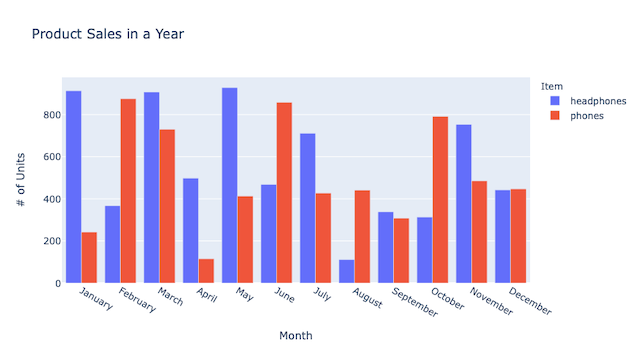 Product Sales in a Year
Item
headphones
phones
# of Units
800
600
400
200
0
January
February
March
April
May
June
July
August
September
October
November
December
Month